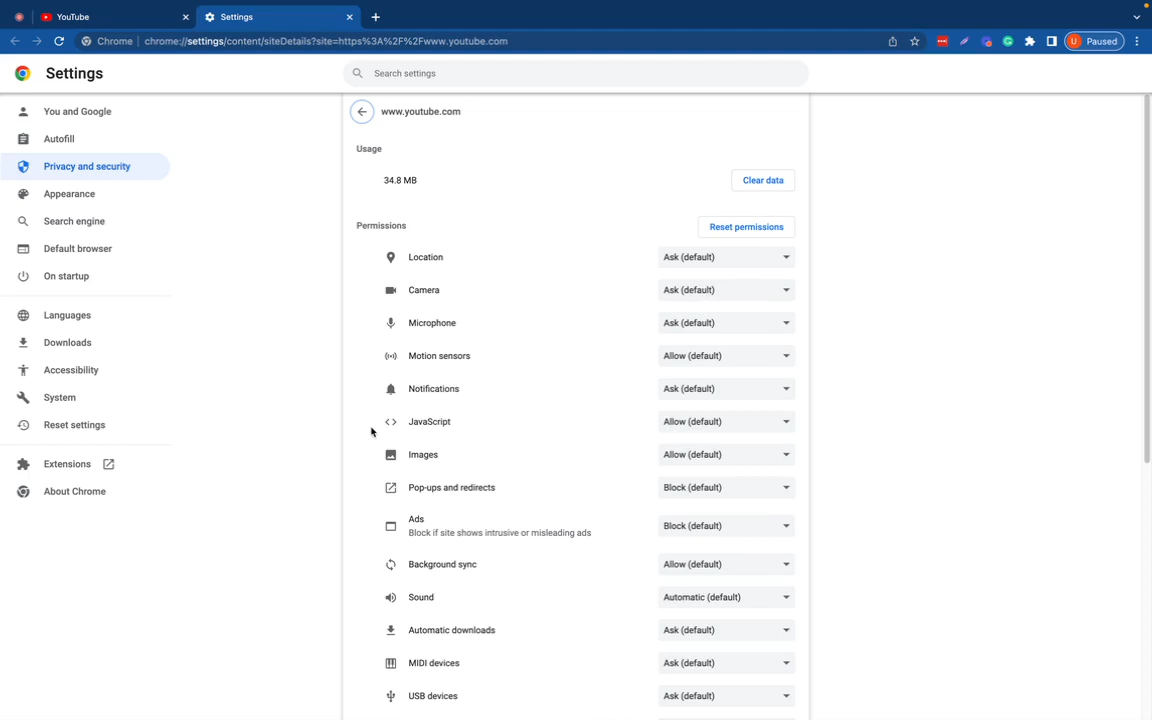 YouTube
Settings
Chrome
chrome://settings/content/siteDetails?site=https%3A%2F%2Fwww.youtube.com
U Paused
Settings
Search settings
You and Google
Autofill
Privacy and security
Appearance
Search engine
Default browser
On startup
Languages
Downloads
Accessibility
System
Reset settings
Extensions
About Chrome
www.youtube.com
Usage
34.8 MB
Clear data
Permissions
Reset permissions
Location
Ask (default)
Camera
Ask (default)
Microphone
Ask (default)
Motion sensors
Allow (default)
Notifications
Ask (default)
JavaScript
Allow (default)
Images
Allow (default)
Pop-ups and redirects
Block (default)
Ads
Block if site shows intrusive or misleading ads
Block (default)
Background sync
Allow (default)
Sound
Automatic (default)
Automatic downloads
Ask (default)
MIDI devices
Ask (default)
USB devices
Ask (default)